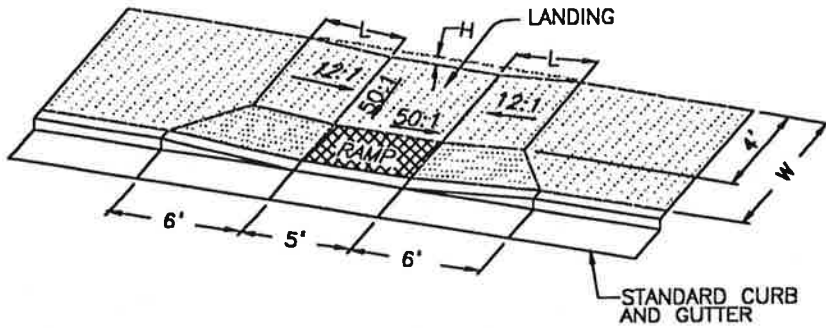 LANDING
L
H
L
12:1
50:1
50:1
12:1
RAMP
4'
W
6'
5'
6'
STANDARD CURB
AND GUTTER